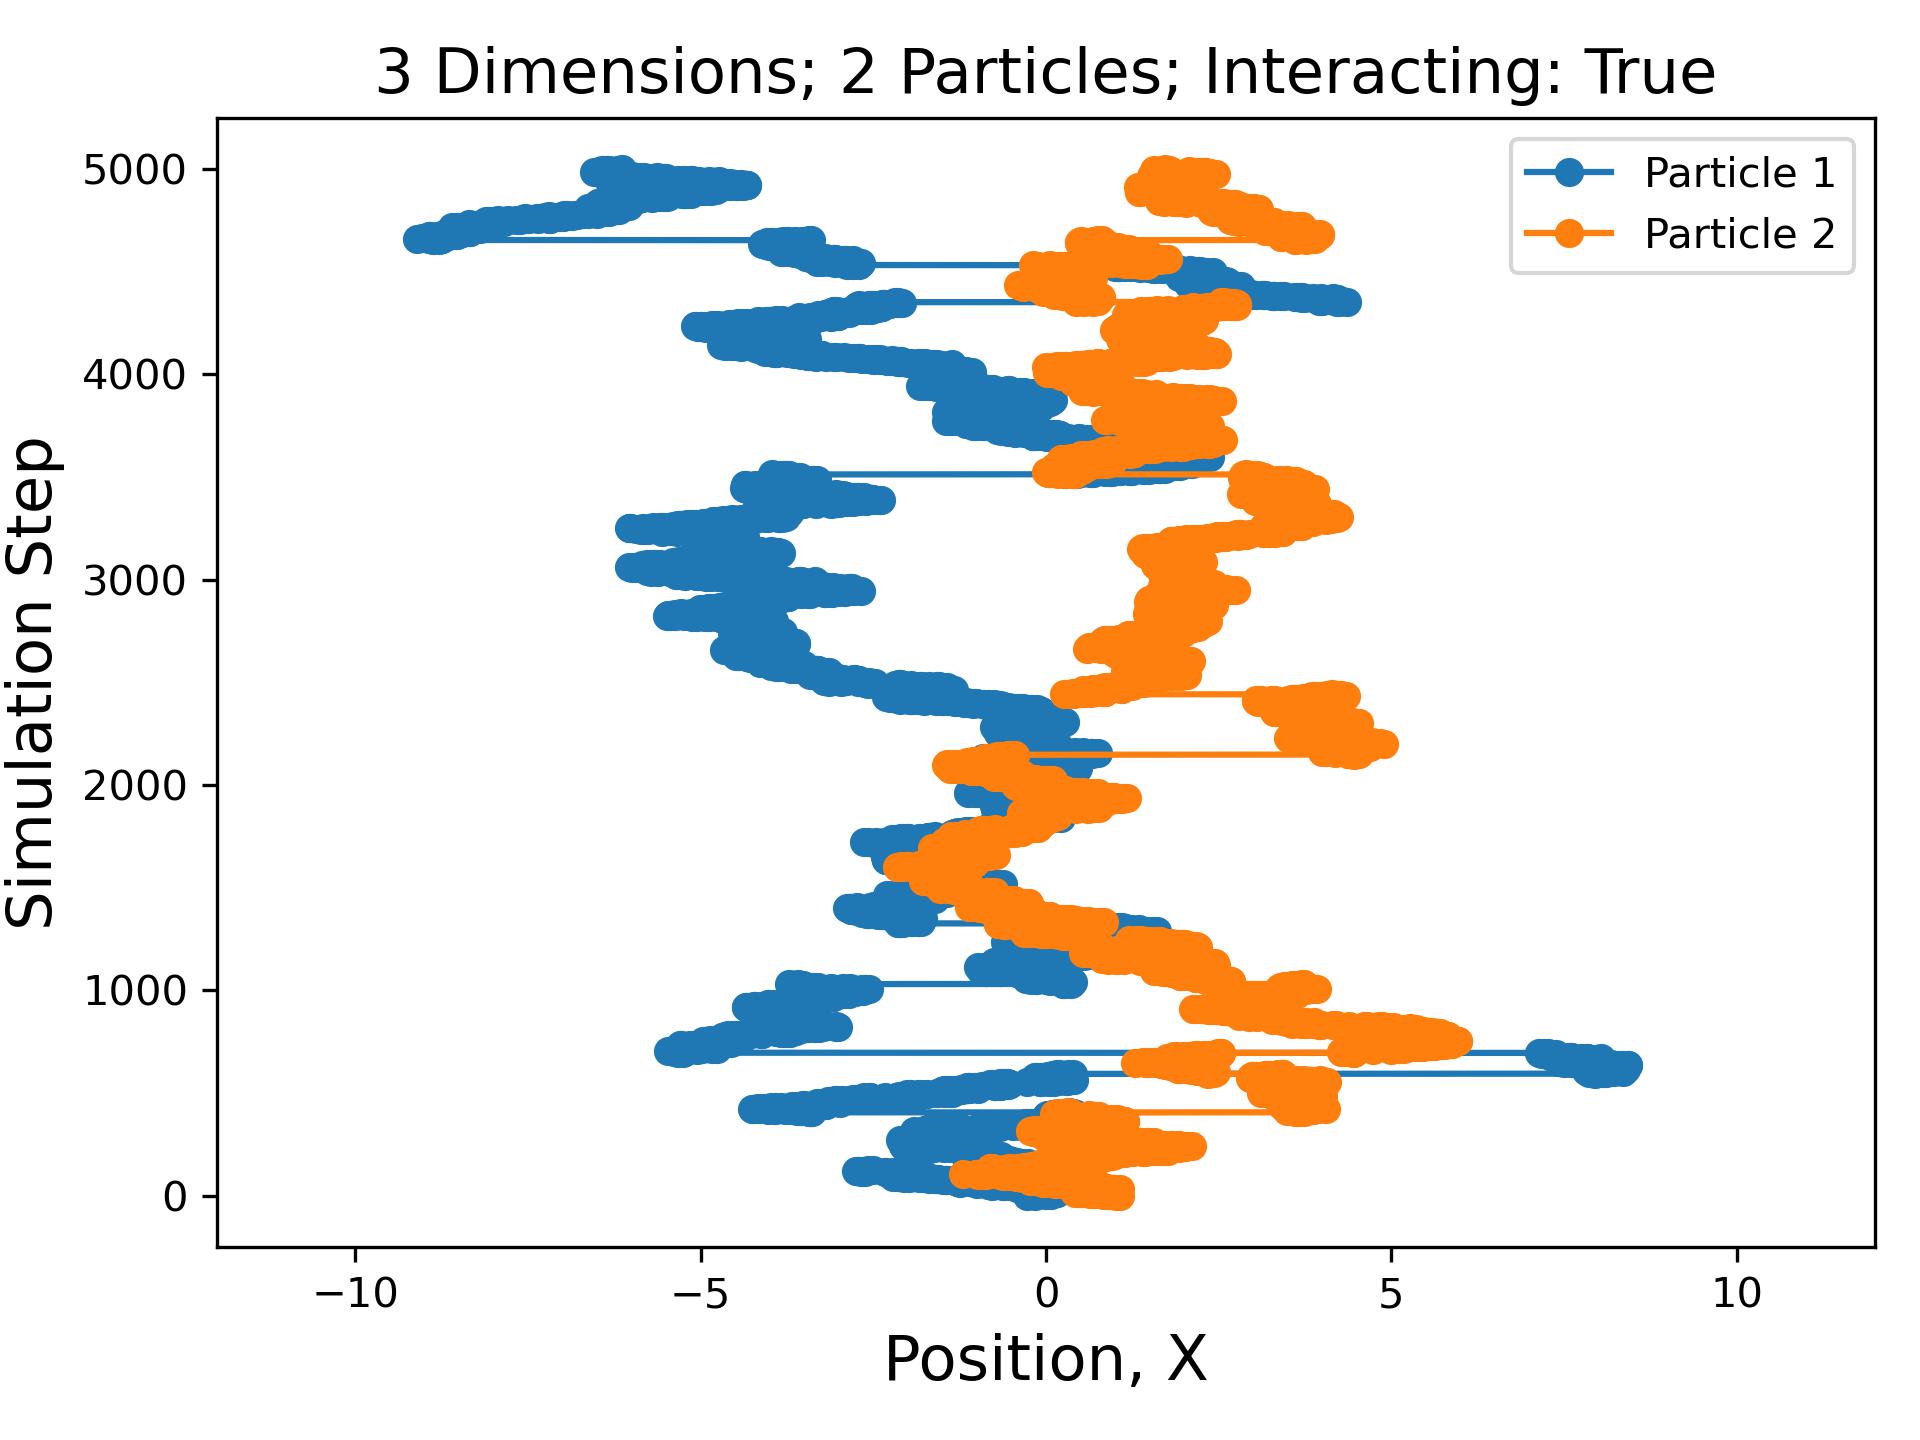 3 Dimensions; 2 Particles; Interacting: True
Particle 1
Particle 2
5000
4000
3000
2000
1000
0
Simulation Step
−10
−5
0
5
10
Position, X